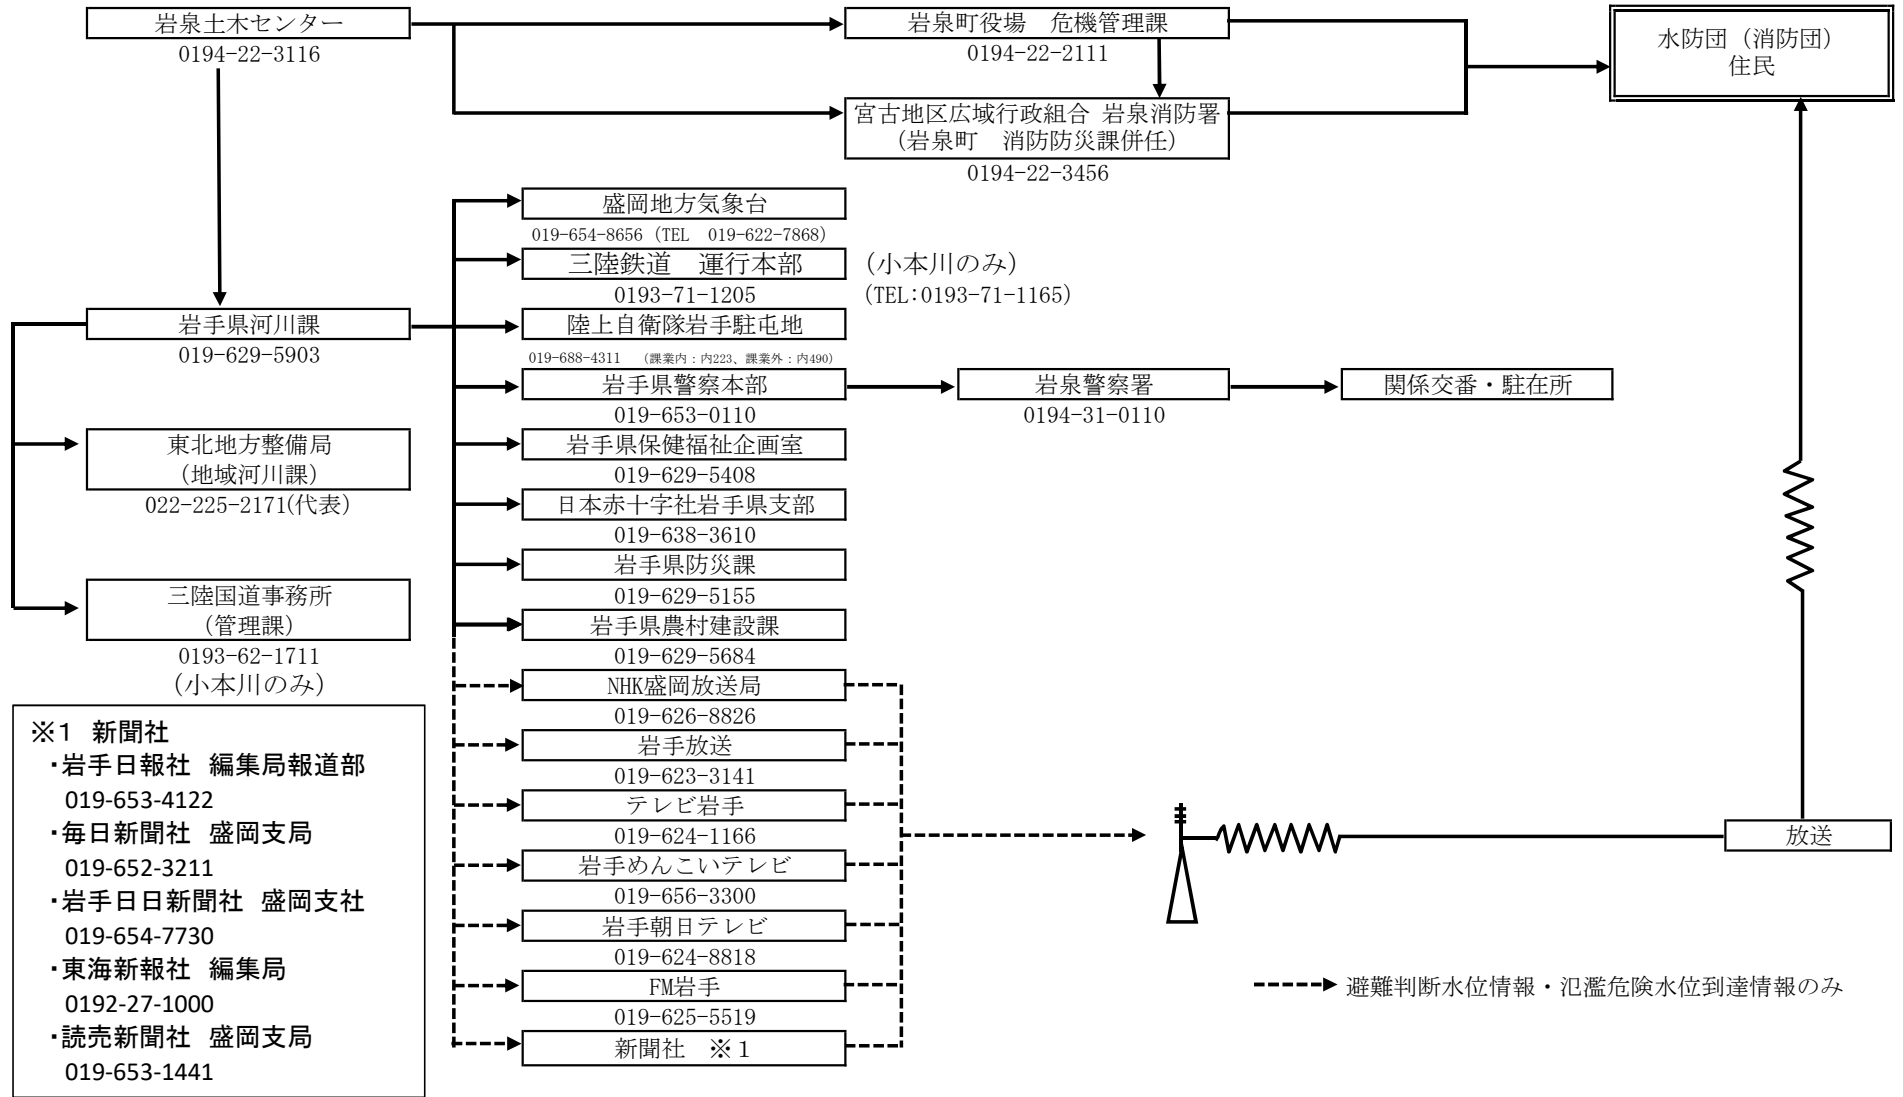 岩泉土木センター
0194-22-3116
岩泉町役場　危機管理課
0194-22-2111
水防団（消防団）
住民
宮古地区広域行政組合 岩泉消防署
（岩泉町　消防防災課併任）
0194-22-3456
盛岡地方気象台
019-654-8656（TEL　019-622-7868）
三陸鉄道　運行本部
（小本川のみ）
0193-71-1205
（TEL:0193-71-1165）
岩手県河川課
019-629-5903
陸上自衛隊岩手駐屯地
019-688-4311　（課業内：内223、課業外：内490）
岩手県警察本部
019-653-0110
岩泉警察署
0194-31-0110
関係交番・駐在所
東北地方整備局
（地域河川課）
022-225-2171(代表）
岩手県保健福祉企画室
019-629-5408
日本赤十字社岩手県支部
019-638-3610
岩手県防災課
019-629-5155
三陸国道事務所
（管理課）
0193-62-1711
（小本川のみ）
岩手県農村建設課
019-629-5684
NHK盛岡放送局
019-626-8826
岩手放送
019-623-3141
テレビ岩手
019-624-1166
岩手めんこいテレビ
019-656-3300
岩手朝日テレビ
019-624-8818
FM岩手
019-625-5519
新聞社　※１
放送
避難判断水位情報・氾濫危険水位到達情報のみ
※1　新聞社
・岩手日報社　編集局報道部
019-653-4122
・毎日新聞社　盛岡支局
019-652-3211
・岩手日日新聞社　盛岡支社
019-654-7730
・東海新報社　編集局
0192-27-1000
・読売新聞社　盛岡支局
019-653-1441